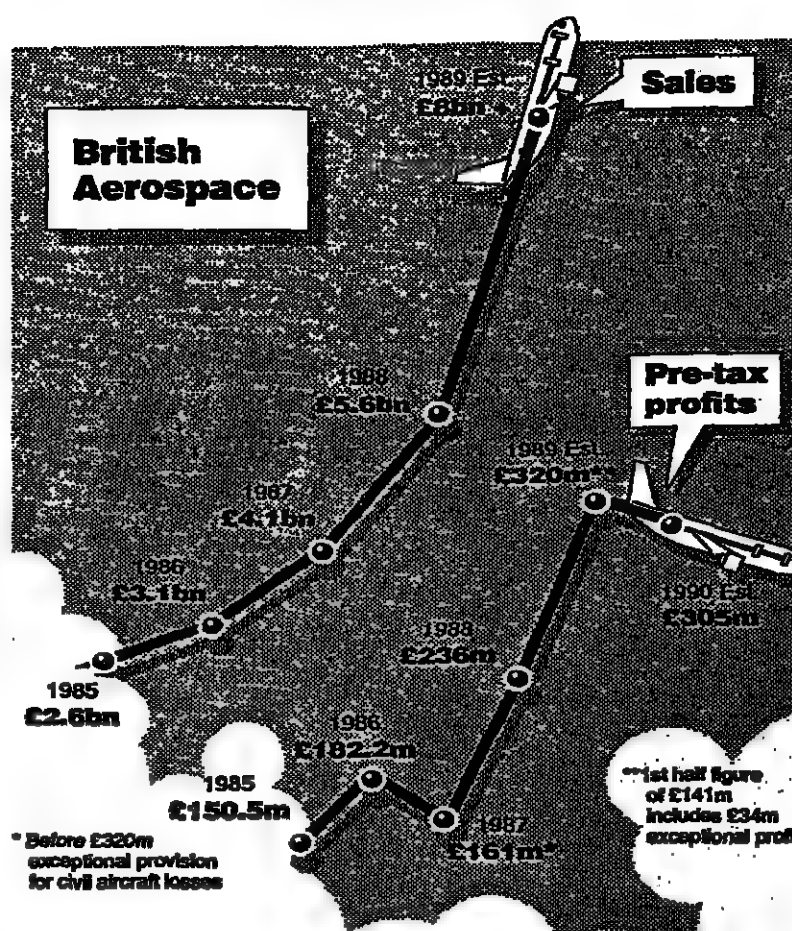 British
Aerospace
Sales
1989 Est.
£8bn +
1988
£5.6bn
1987
£4.1bn
1986
£3.1bn
1985
£2.6bn
Pre-tax
profits
1989 Est.
£320m**
1990 Est.
£305m
1988
£236m
1986
£182.2m
1985
£150.5m
1987
£161m*
* Before £320m
exceptional provision
for civil aircraft losses
**1st half figure
of £141m
includes £34m
exceptional profi